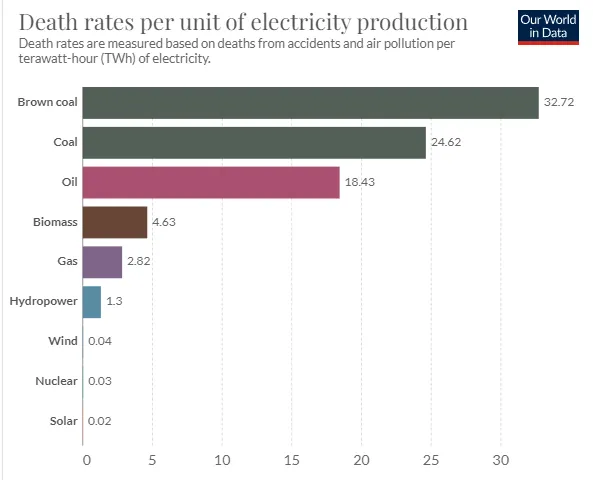 Death rates per unit of electricity production
Death rates are measured based on deaths from accidents and air pollution per
terawatt-hour (TWh) of electricity.
Our World
in Data
Brown coal 32.72
Coal 24.62
Oil 18.43
Biomass 4.63
Gas 2.82
Hydropower 1.3
Wind 0.04
Nuclear 0.03
Solar 0.02
0 5 10 15 20 25 30